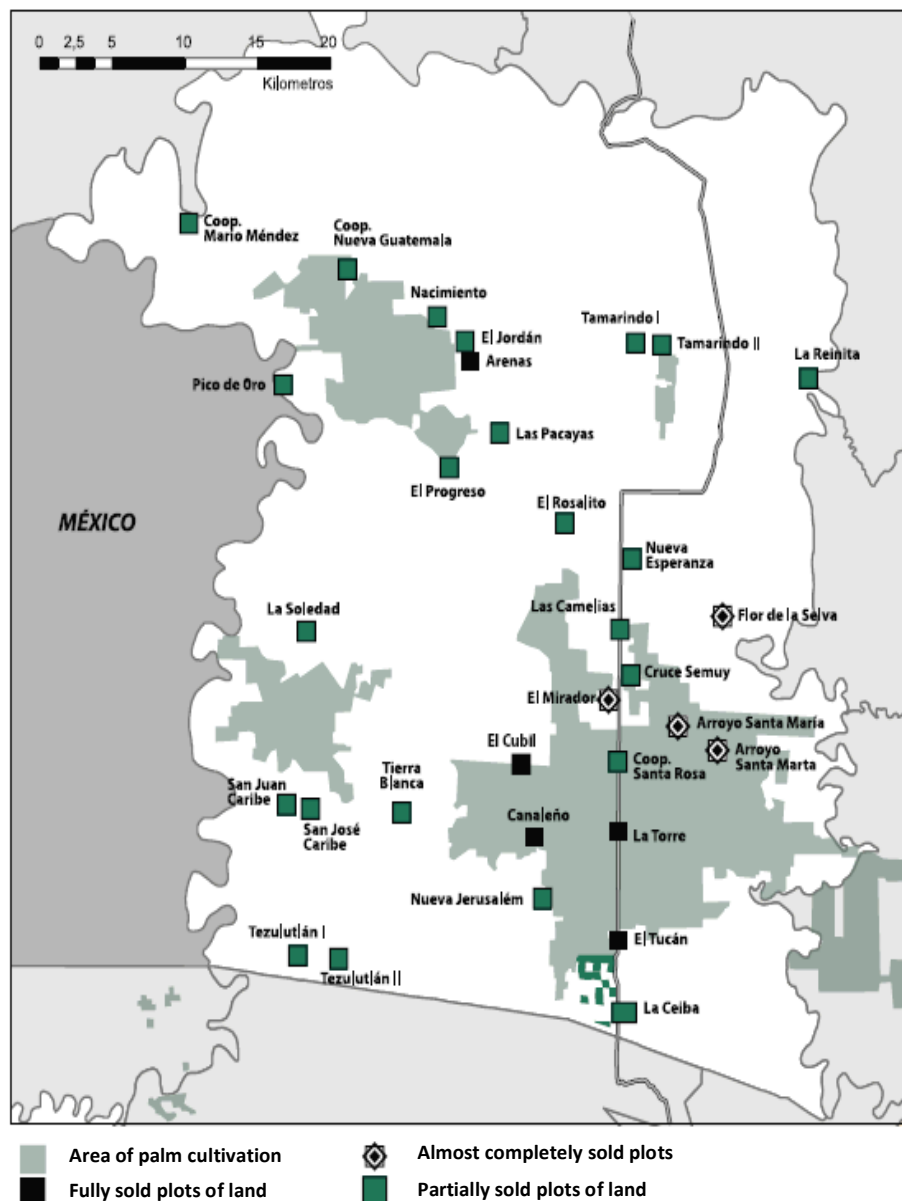 0 2,5 5 10 15 20
Kilometros
Coop.
Mario Méndez
Coop.
Nueva Guatemala
Nacimiento
El Jordán
Arenas
Tamarindo I
Tamarindo II
La Reinita
Pico de Oro
Las Pacayas
El Progreso
El Rosalito
MÉXICO
Nueva
Esperanza
Las Camelias
La Soledad
Flor de la Selva
Cruce Semuy
El Mirador
Arroyo Santa María
Arroyo
Santa Marta
El Cubil
Coop.
Santa Rosa
Tierra
Blanca
San Juan
Caribe
San José
Caribe
Canaleño
La Torre
Nueva Jerusalém
Tezulutlán I
Tezulutlán II
El Tucán
La Ceiba
Area of palm cultivation
Almost completely sold plots
Fully sold plots of land
Partially sold plots of land